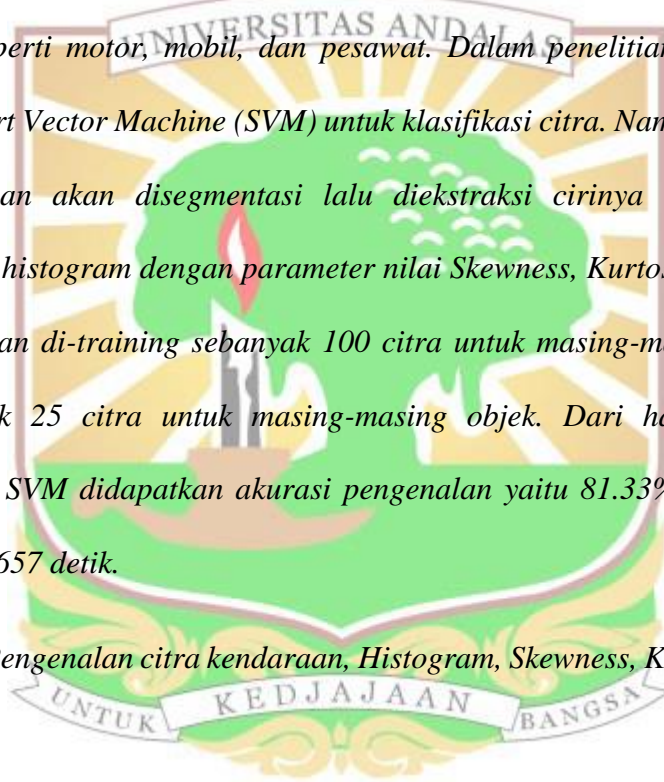 UNIVERSITAS ANDALAS
perti motor, mobil, dan pesawat. Dalam penelitian
rt Vector Machine (SVM) untuk klasifikasi citra. Nam
an akan disegmentasi lalu diekstraksi cirinya
histogram dengan parameter nilai Skewness, Kurtos
an di-training sebanyak 100 citra untuk masing-m
k 25 citra untuk masing-masing objek. Dari ha
SVM didapatkan akurasi pengenalan yaitu 81.33%
657 detik.
Pengenalan citra kendaraan, Histogram, Skewness, K
UNTUK KEDJAJAAN BANGSA